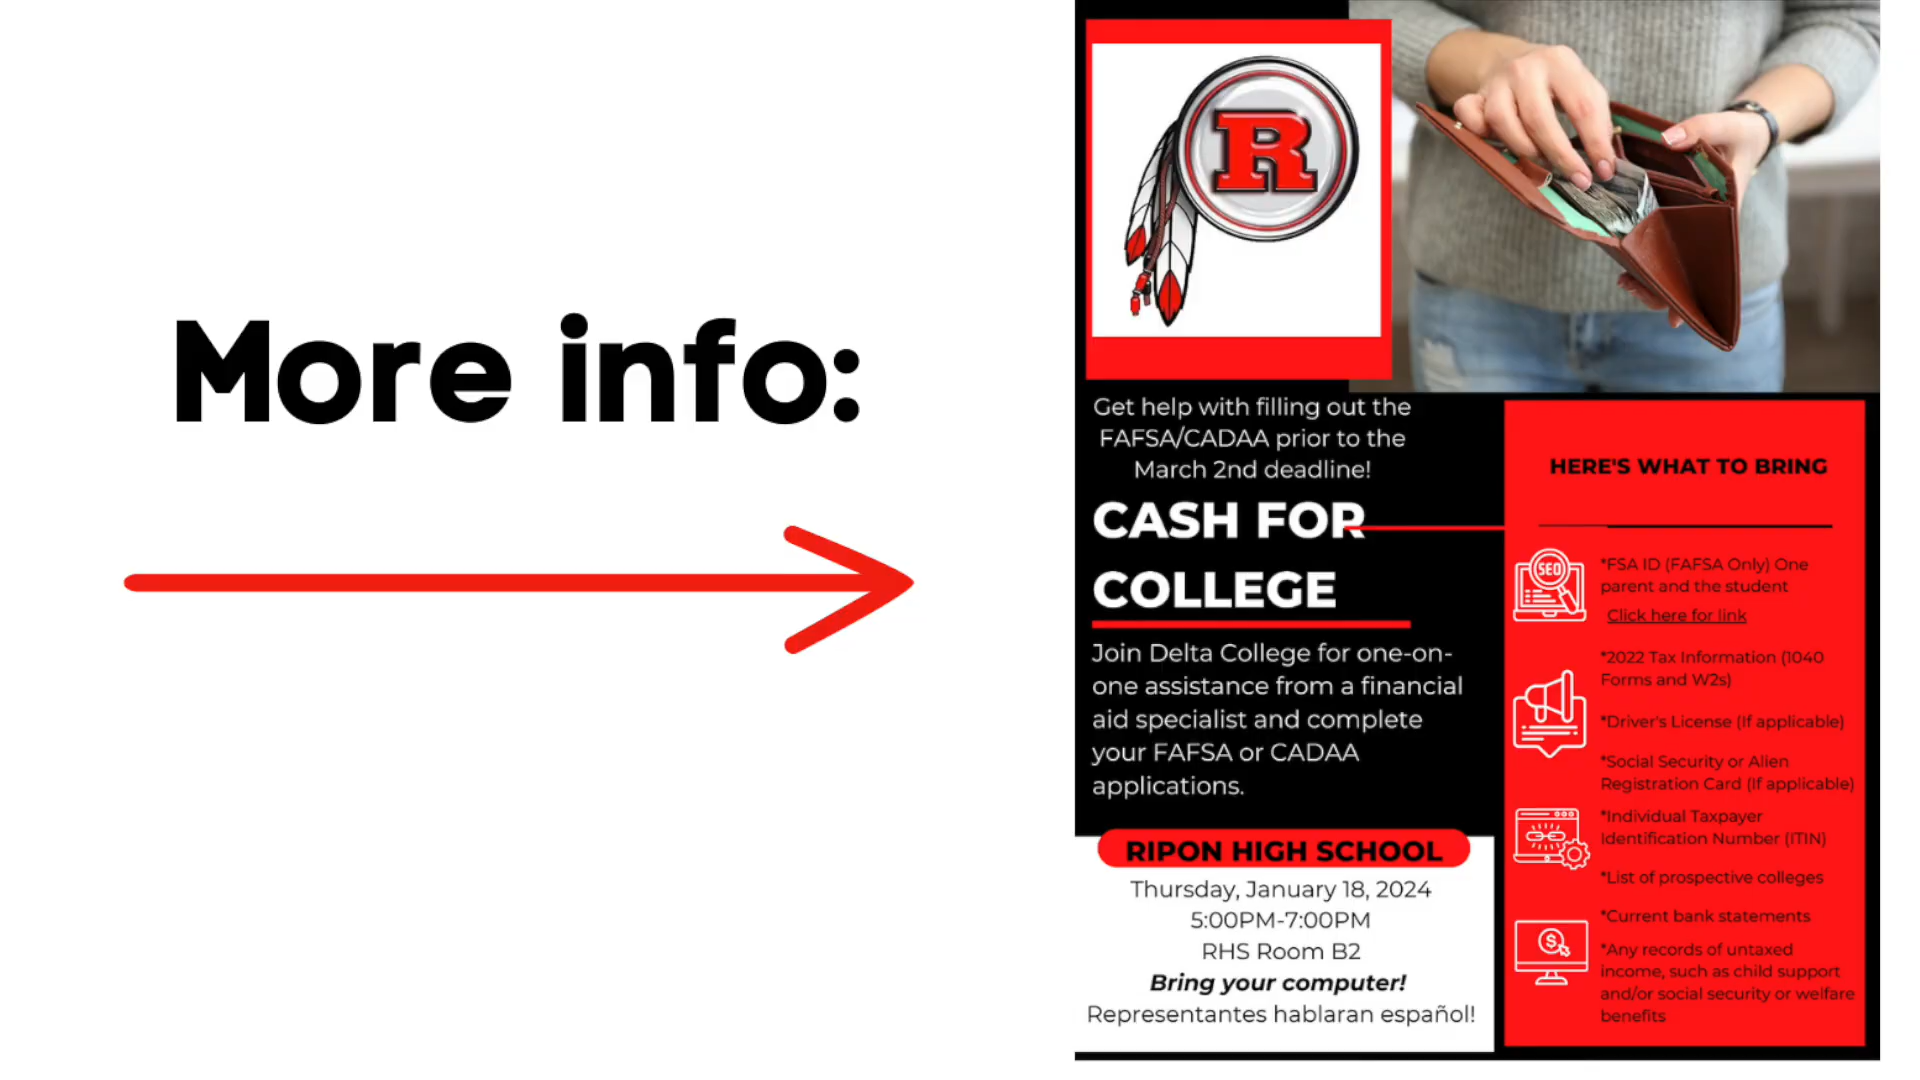 More info:
R
Get help with filling out the
FAFSA/CADAA prior to the
March 2nd deadline!
CASH FOR
COLLEGE
Join Delta College for one-on-
one assistance from a financial
aid specialist and complete
your FAFSA or CADAA
applications.
RIPON HIGH SCHOOL
Thursday, January 18, 2024
5:00PM-7:00PM
RHS Room B2
Bring your computer!
Representantes hablaran español!
HERE'S WHAT TO BRING
SEO
*FSA ID (FAFSA Only) One
parent and the student
Click here for link
*2022 Tax Information (1040
Forms and W2s)
*Driver's License (If applicable)
*Social Security or Alien
Registration Card (If applicable)
*Individual Taxpayer
Identification Number (ITIN)
*List of prospective colleges
*Current bank statements
$
*Any records of untaxed
income, such as child support
and/or social security or welfare
benefits